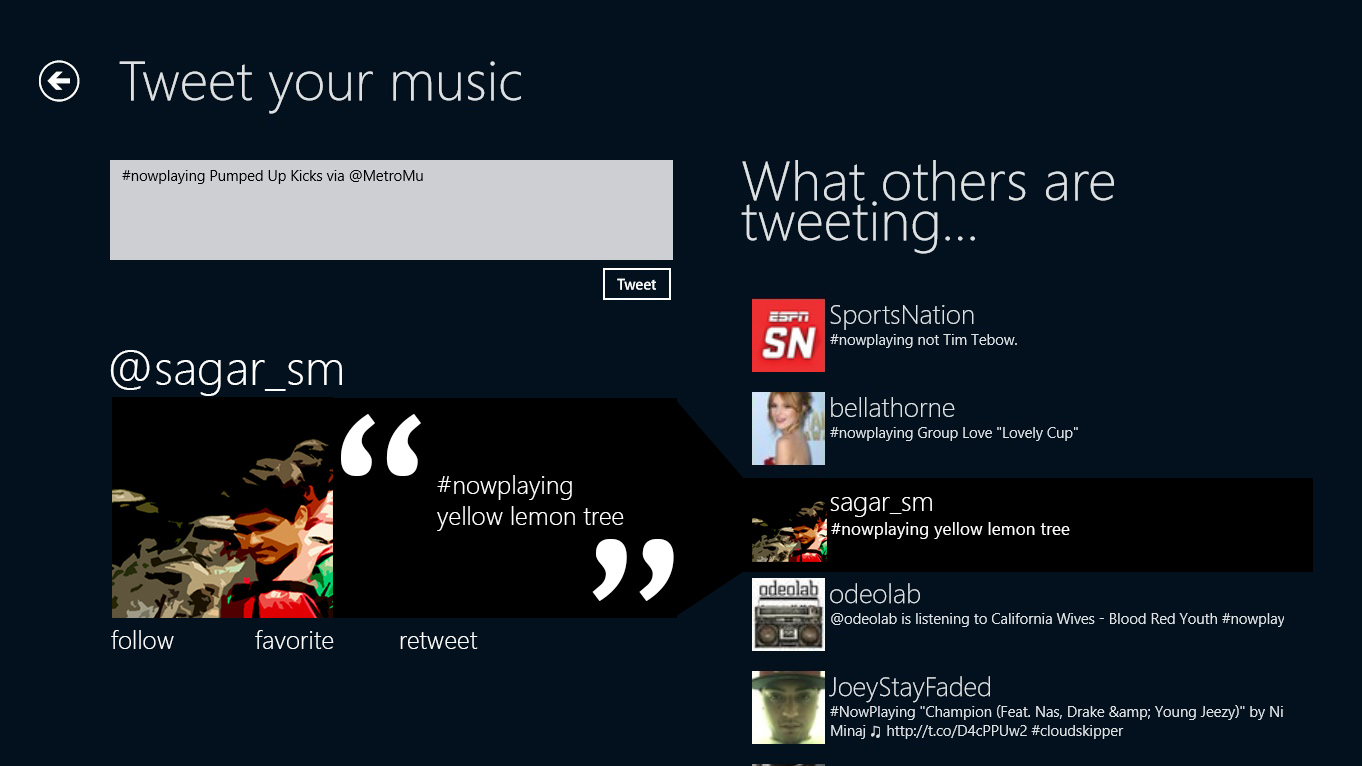 Tweet your music
#nowplaying Pumped Up Kicks via @MetroMu
Tweet
@sagar_sm
“
#nowplaying
yellow lemon tree
”
follow favorite retweet
What others are
tweeting...
ESPN
SN
SportsNation
#nowplaying not Tim Tebow.
bellathorne
#nowplaying Group Love "Lovely Cup"
sagar_sm
#nowplaying yellow lemon tree
odeolab
odeolab
@odeolab is listening to California Wives - Blood Red Youth #nowplay
JoeyStayFaded
#NowPlaying "Champion (Feat. Nas, Drake &amp; Young Jeezy)" by Ni
Minaj ♫ http://t.co/D4cPPUw2 #cloudskipper